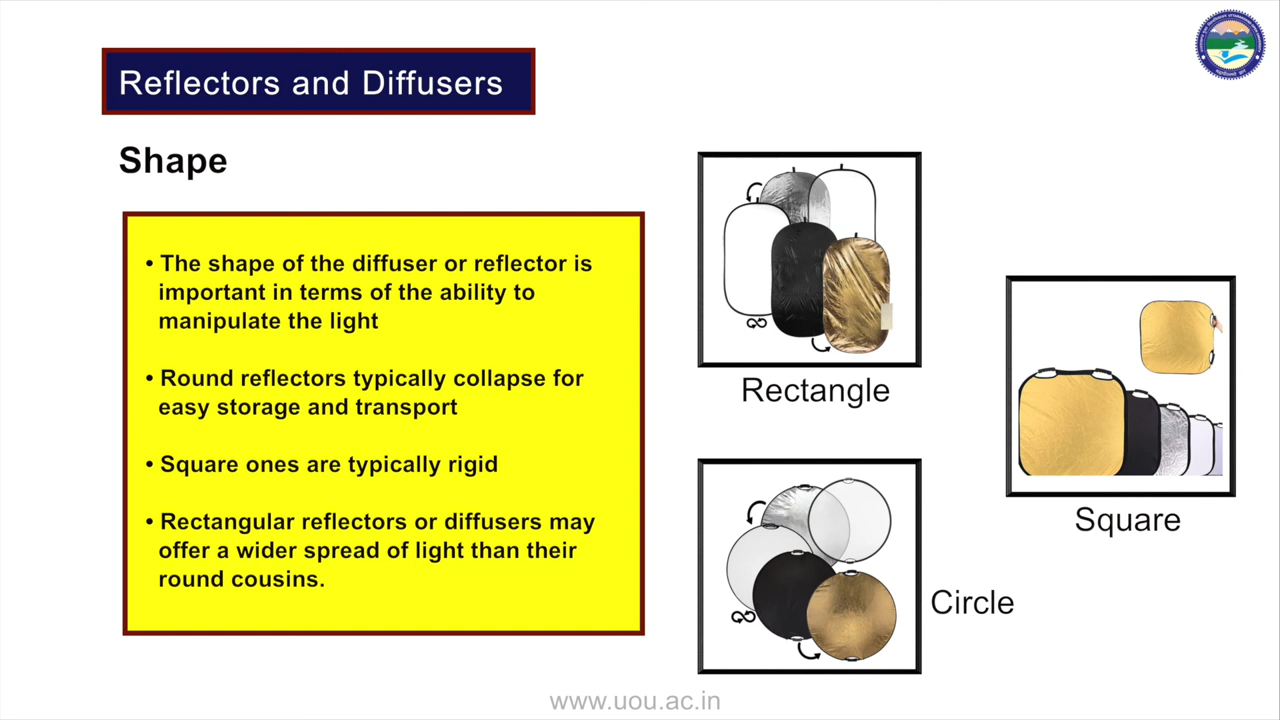 Reflectors and Diffusers
Shape
• The shape of the diffuser or reflector is
important in terms of the ability to
manipulate the light
• Round reflectors typically collapse for
easy storage and transport
• Square ones are typically rigid
• Rectangular reflectors or diffusers may
offer a wider spread of light than their
round cousins.
Rectangle
Square
Circle
www.uou.ac.in